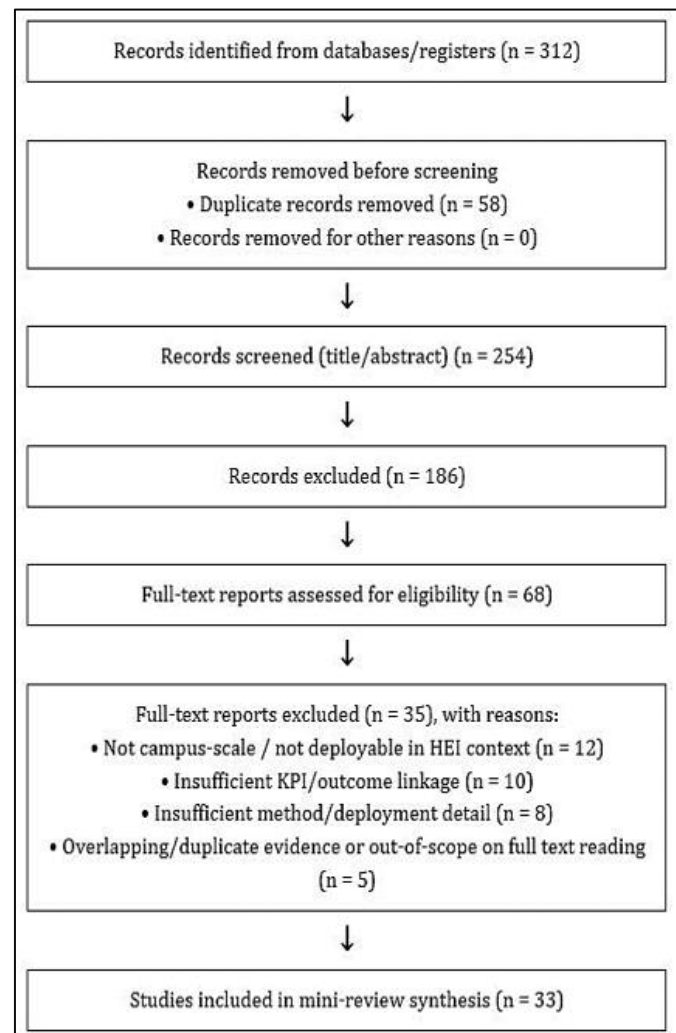 Records identified from databases/registers (n = 312)
↓
Records removed before screening
• Duplicate records removed (n = 58)
• Records removed for other reasons (n = 0)
↓
Records screened (title/abstract) (n = 254)
↓
Records excluded (n = 186)
↓
Full-text reports assessed for eligibility (n = 68)
↓
Full-text reports excluded (n = 35), with reasons:
• Not campus-scale / not deployable in HEI context (n = 12)
• Insufficient KPI/outcome linkage (n = 10)
• Insufficient method/deployment detail (n = 8)
• Overlapping/duplicate evidence or out-of-scope on full text reading
(n = 5)
↓
Studies included in mini-review synthesis (n = 33)